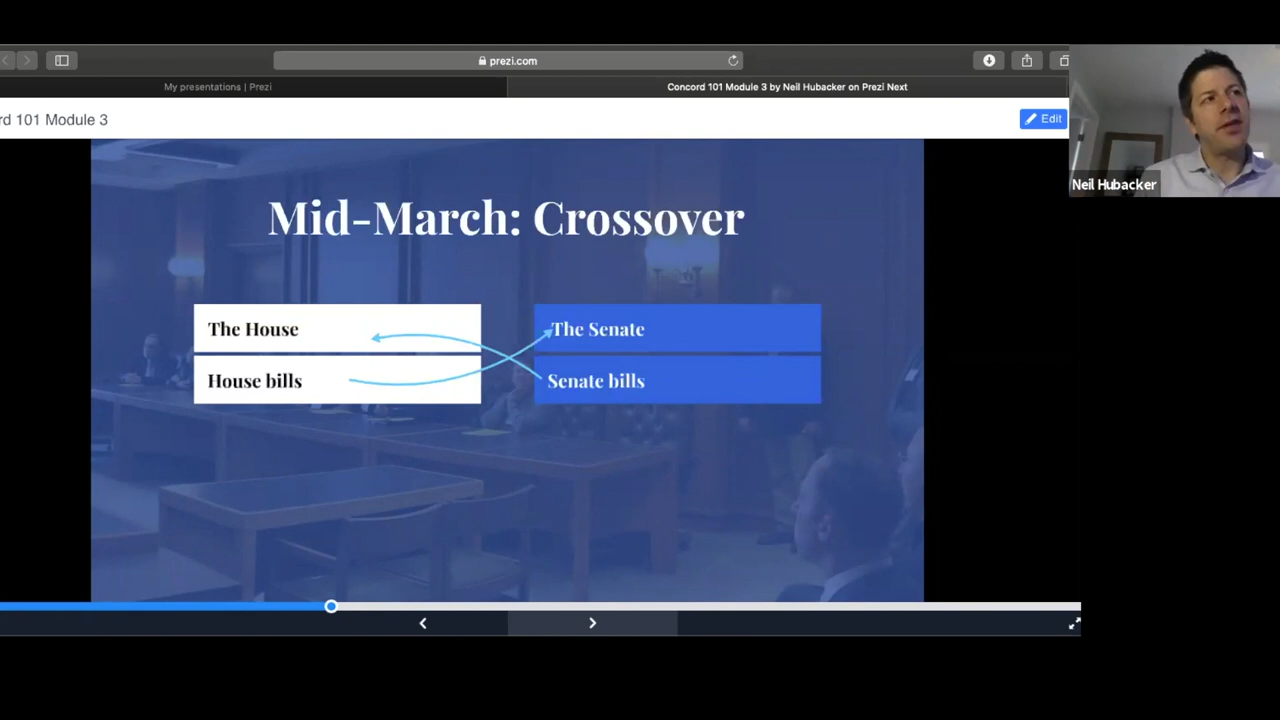 prezi.com
My presentations | Prezi
Concord 101 Module 3 by Neil Hubacker on Prezi Next
rd 101 Module 3
Edit
Neil Hubacker
Mid-March: Crossover
The House
The Senate
House bills
Senate bills